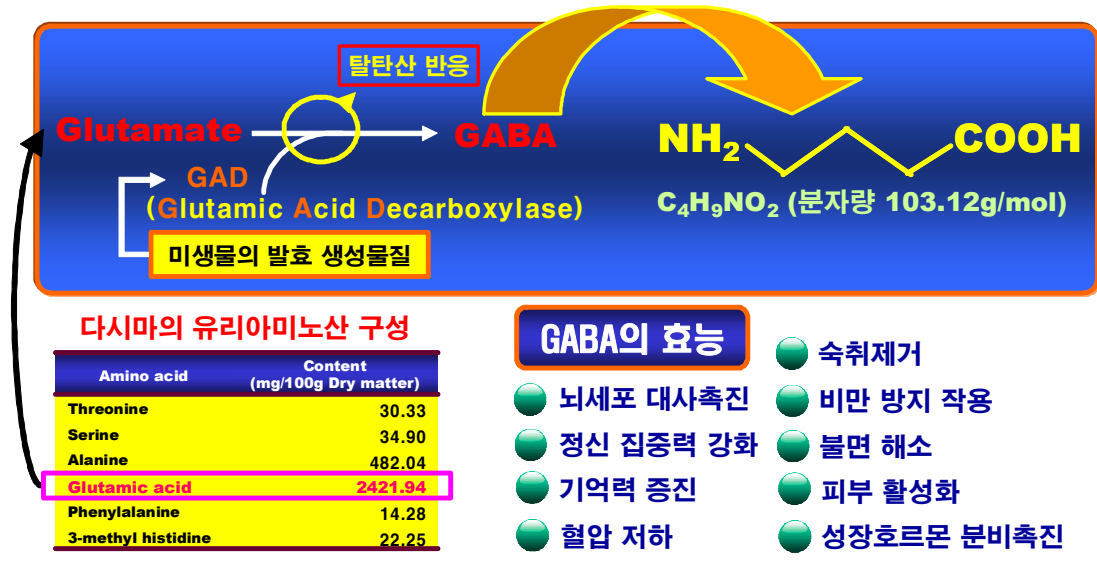 탈탄산 반응
Glutamate
GABA
NH₂ COOH
GAD
(Glutamic Acid Decarboxylase)
C₄H₉NO₂ (분자량 103.12g/mol)
미생물의 발효 생성물질
다시마의 유리아미노산 구성
Amino acid Content (mg/100g Dry matter)
Threonine 30.33
Serine 34.90
Alanine 482.04
Glutamic acid 2421.94
Phenylalanine 14.28
3-methyl histidine 22.25
GABA의 효능
뇌세포 대사촉진
정신 집중력 강화
기억력 증진
혈압 저하
숙취제거
비만 방지 작용
불면 해소
피부 활성화
성장호르몬 분비촉진